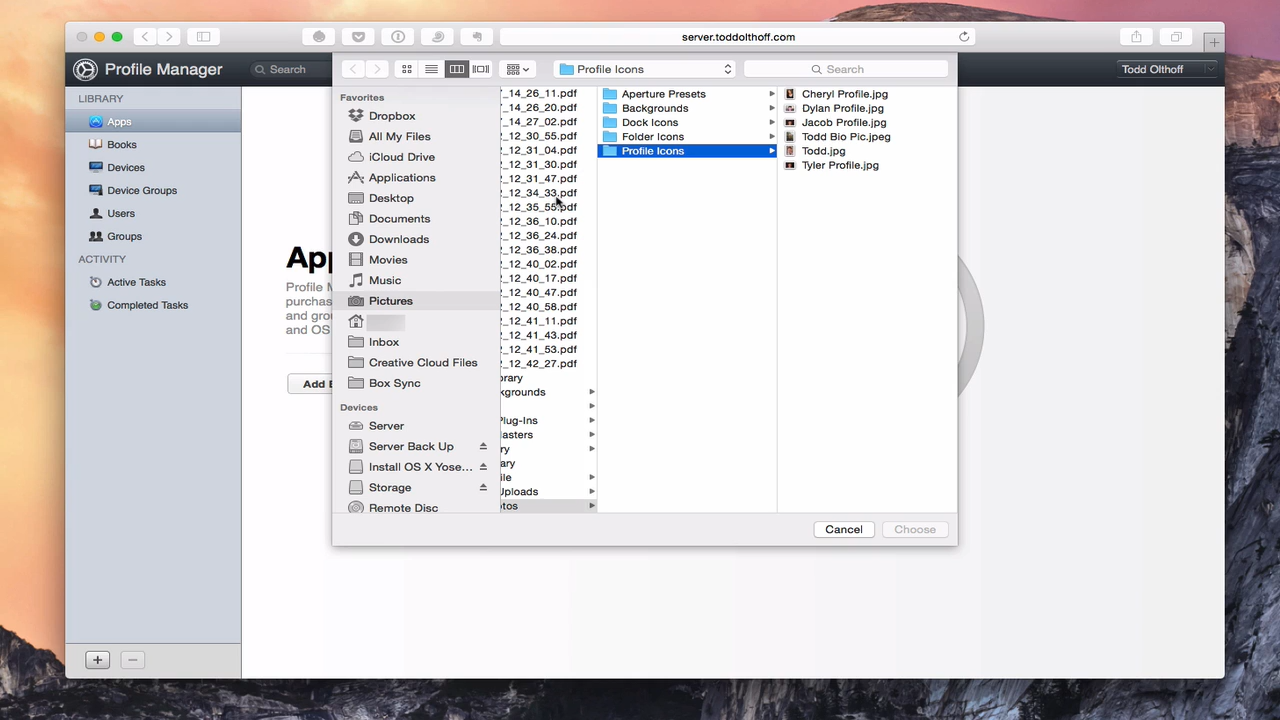 server.toddolthoff.com
Profile Manager
Search
Profile Icons
Search
Todd Olthoff
LIBRARY
Apps
Books
Devices
Device Groups
Users
Groups
ACTIVITY
Active Tasks
Completed Tasks
App
Profile M
purchas
and grou
and OS
Add E
Favorites
Dropbox
All My Files
iCloud Drive
Applications
Desktop
Documents
Downloads
Movies
Music
Pictures
Inbox
Creative Cloud Files
Box Sync
Devices
Server
Server Back Up
Install OS X Yose...
Storage
Remote Disc
_14_26_11.pdf
_14_26_20.pdf
_14_27_02.pdf
_12_30_55.pdf
_12_31_04.pdf
_12_31_30.pdf
_12_31_47.pdf
_12_34_33.pdf
_12_35_55.pdf
_12_36_10.pdf
_12_36_24.pdf
_12_36_38.pdf
_12_40_02.pdf
_12_40_17.pdf
_12_40_47.pdf
_12_40_58.pdf
_12_41_11.pdf
_12_41_43.pdf
_12_41_53.pdf
_12_42_27.pdf
brary
kgrounds
Plug-Ins
asters
ry
ary
ile
Uploads
otos
Aperture Presets
Backgrounds
Dock Icons
Folder Icons
Profile Icons
Cheryl Profile.jpg
Dylan Profile.jpg
Jacob Profile.jpg
Todd Bio Pic.jpeg
Todd.jpg
Tyler Profile.jpg
Cancel
Choose